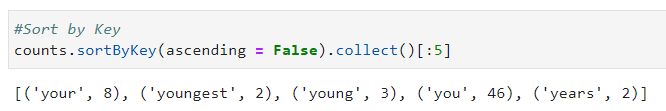 #Sort by Key
counts.sortByKey(ascending = False).collect()[:5]
[('your', 8), ('youngest', 2), ('young', 3), ('you', 46), ('years', 2)]